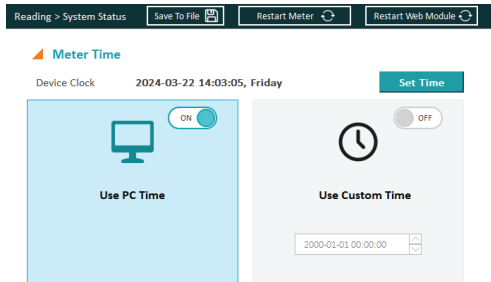 Reading > System Status Save To File Restart Meter Restart Web Module
Meter Time
Device Clock 2024-03-22 14:03:05, Friday Set Time
ON OFF
Use PC Time Use Custom Time
2000-01-01 00:00:00